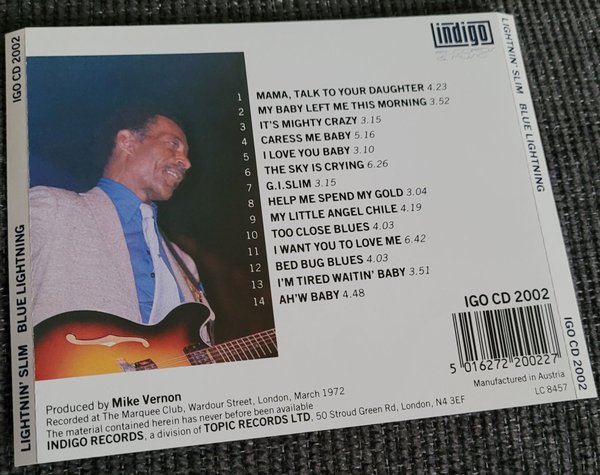 IGO CD 2002
LIGHTNIN' SLIM BLUE LIGHTNING
indigo
1 MAMA, TALK TO YOUR DAUGHTER 4.23
2 MY BABY LEFT ME THIS MORNING 3.52
3 IT'S MIGHTY CRAZY 3.15
4 CARESS ME BABY 5.16
5 I LOVE YOU BABY 3.10
6 THE SKY IS CRYING 6.26
7 G.I.SLIM 3.15
8 HELP ME SPEND MY GOLD 3.04
9 MY LITTLE ANGEL CHILE 4.19
10 TOO CLOSE BLUES 4.03
11 I WANT YOU TO LOVE ME 6.42
12 BED BUG BLUES 4.03
13 I'M TIRED WAITIN' BABY 3.51
14 AH'W BABY 4.48
IGO CD 2002
5 016272 200227
Manufactured in Austria
LC 8457
Produced by Mike Vernon
Recorded at The Marquee Club, Wardour Street, London, March 1972
The material contained herein has never before been available
INDIGO RECORDS, a division of TOPIC RECORDS LTD, 50 Stroud Green Rd, London, N4 3EF
LIGHTNIN' SLIM BLUE LIGHTNING
IGO CD 2002